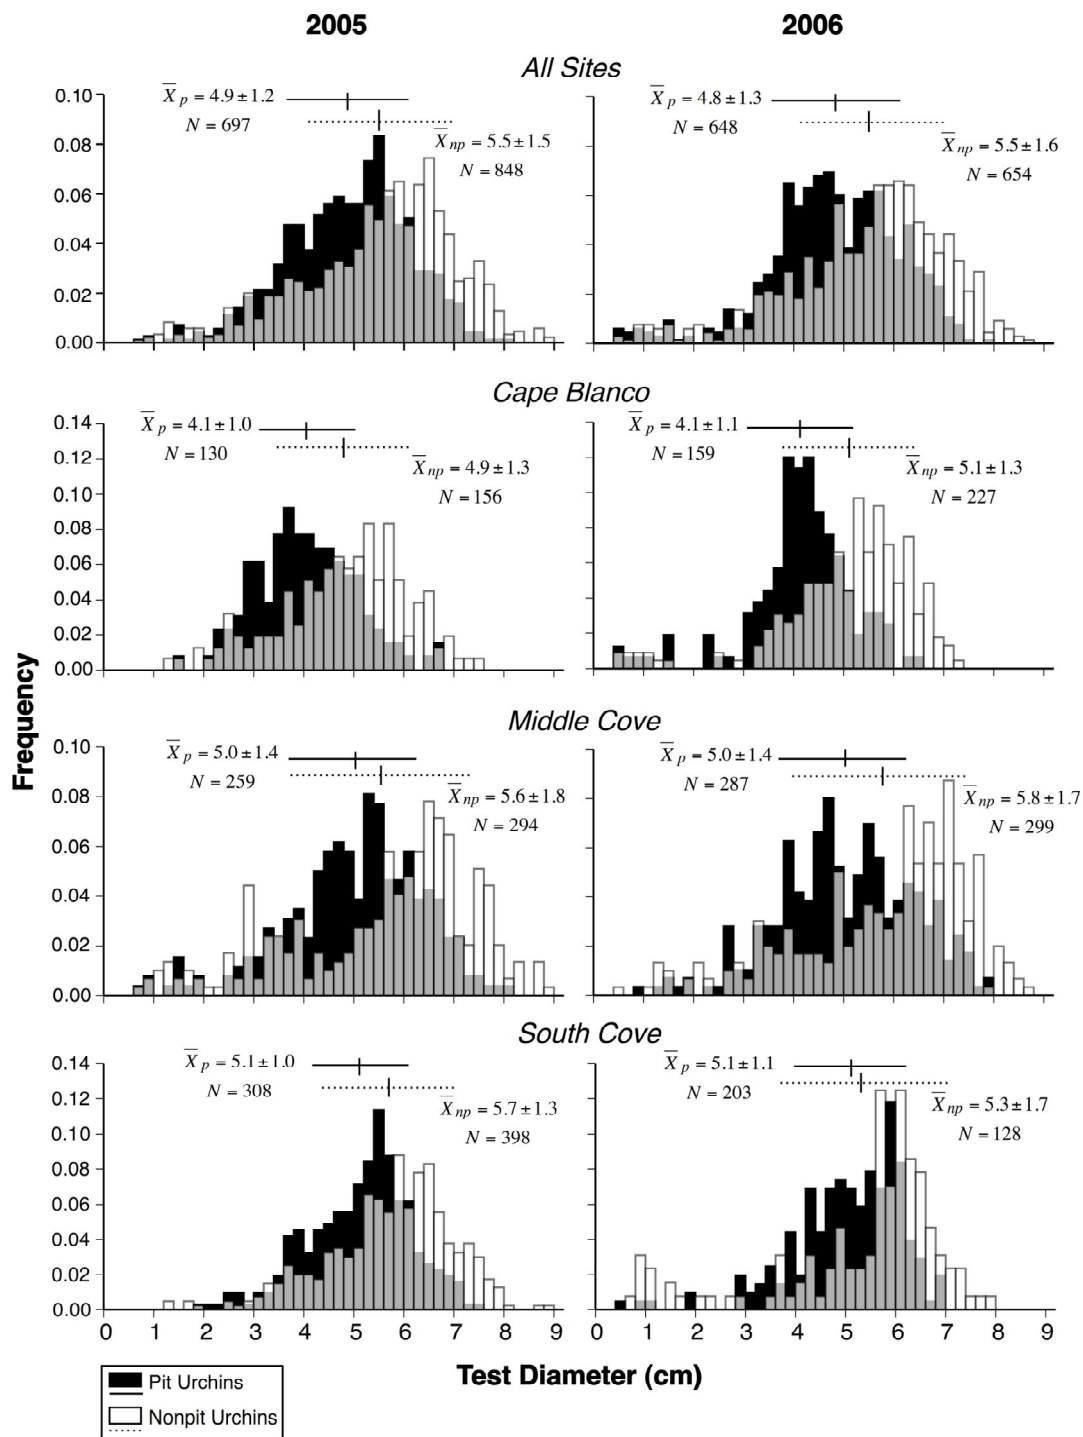 2005 2006
All Sites
X̄p = 4.9 ± 1.2
N = 697
X̄np = 5.5 ± 1.5
N = 848
X̄p = 4.8 ± 1.3
N = 648
X̄np = 5.5 ± 1.6
N = 654
0.10
0.08
0.06
0.04
0.02
0.00
Cape Blanco
X̄p = 4.1 ± 1.0
N = 130
X̄np = 4.9 ± 1.3
N = 156
X̄p = 4.1 ± 1.1
N = 159
X̄np = 5.1 ± 1.3
N = 227
0.14
0.12
0.10
0.08
0.06
0.04
0.02
0.00
Frequency
Middle Cove
X̄p = 5.0 ± 1.4
N = 259
X̄np = 5.6 ± 1.8
N = 294
X̄p = 5.0 ± 1.4
N = 287
X̄np = 5.8 ± 1.7
N = 299
0.10
0.08
0.06
0.04
0.02
0.00
South Cove
X̄p = 5.1 ± 1.0
N = 308
X̄np = 5.7 ± 1.3
N = 398
X̄p = 5.1 ± 1.1
N = 203
X̄np = 5.3 ± 1.7
N = 128
0.14
0.12
0.10
0.08
0.06
0.04
0.02
0.00
0 1 2 3 4 5 6 7 8 9 0 1 2 3 4 5 6 7 8 9
Test Diameter (cm)
Pit Urchins
Nonpit Urchins